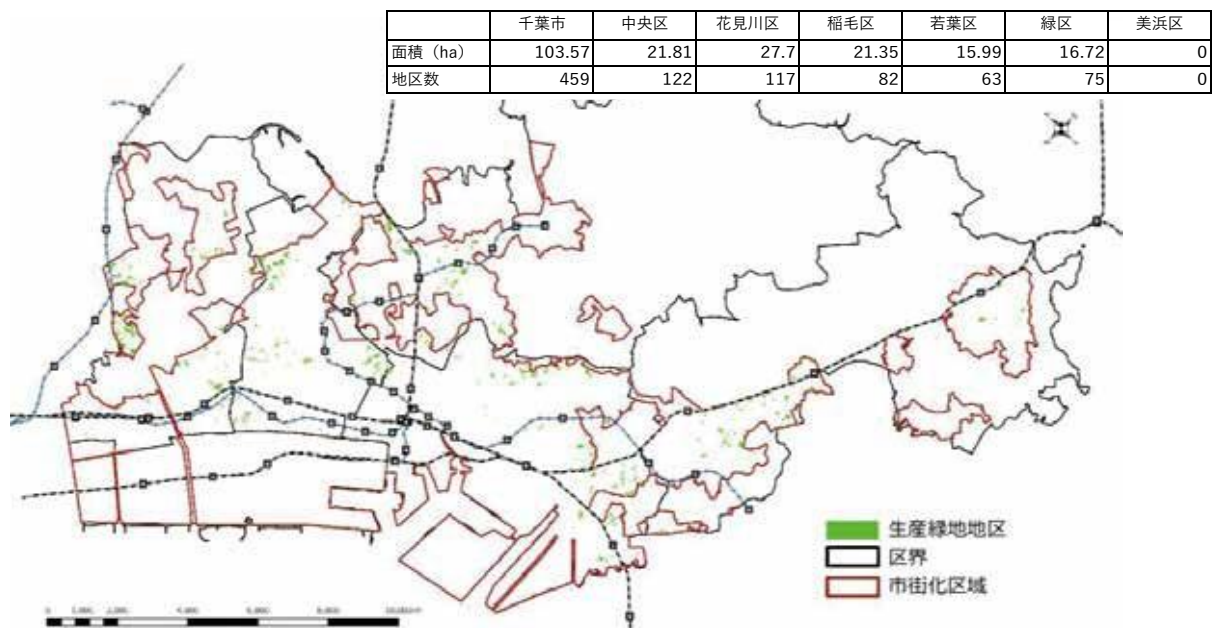 千葉市 中央区 花見川区 稲毛区 若葉区 緑区 美浜区
面積（ha） 103.57 21.81 27.7 21.35 15.99 16.72 0
地区数 459 122 117 82 63 75 0
生産緑地地区
区界
市街化区域